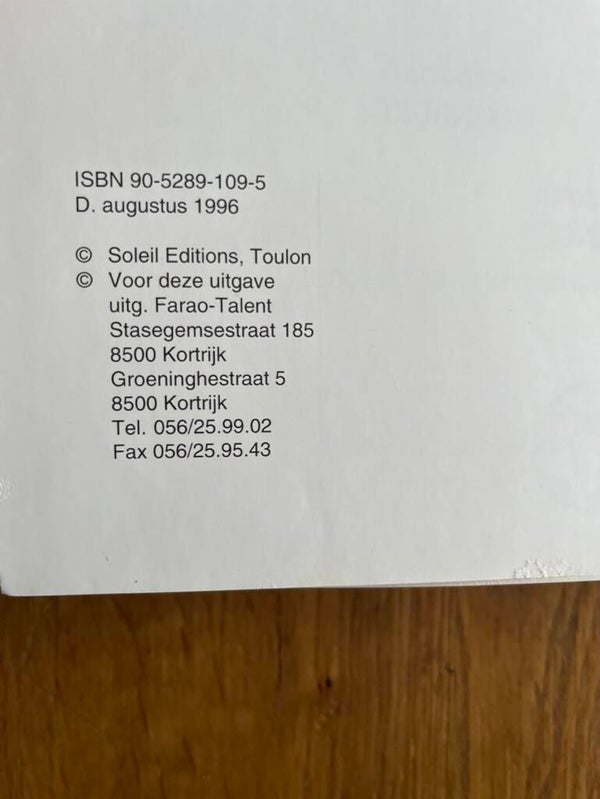 ISBN 90-5289-109-5
D. augustus 1996
© Soleil Editions, Toulon
© Voor deze uitgave
uitg. Farao-Talent
Stasegemsestraat 185
8500 Kortrijk
Groeninghestraat 5
8500 Kortrijk
Tel. 056/25.99.02
Fax 056/25.95.43